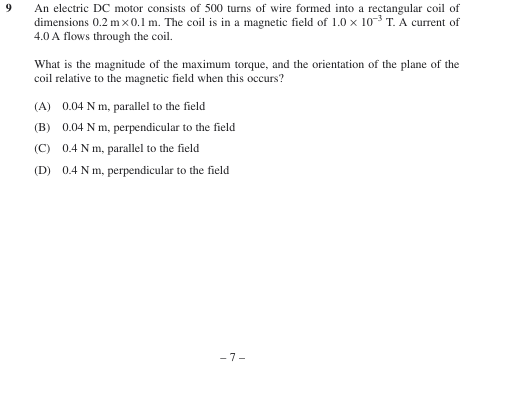 9 An electric DC motor consists of 500 turns of wire formed into a rectangular coil of
dimensions 0.2 m × 0.1 m. The coil is in a magnetic field of 1.0 × 10⁻³ T. A current of
4.0 A flows through the coil.
What is the magnitude of the maximum torque, and the orientation of the plane of the
coil relative to the magnetic field when this occurs?
(A) 0.04 N m, parallel to the field
(B) 0.04 N m, perpendicular to the field
(C) 0.4 N m, parallel to the field
(D) 0.4 N m, perpendicular to the field
– 7 –